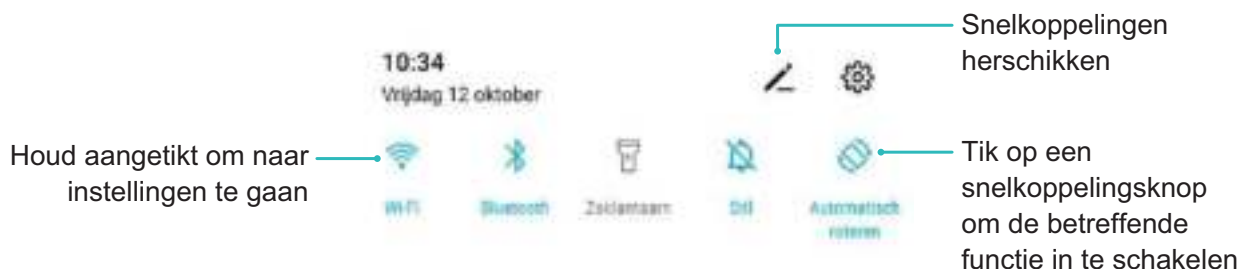 Snelkoppelingen
herschikken
10:34
Vrijdag 12 oktober
Houd aangetikt om naar
instellingen te gaan
Wi-Fi
Bluetooth
Zaklantaarn
Stil
Automatisch
roteren
Tik op een
snelkoppelingsknop
om de betreffende
functie in te schakelen